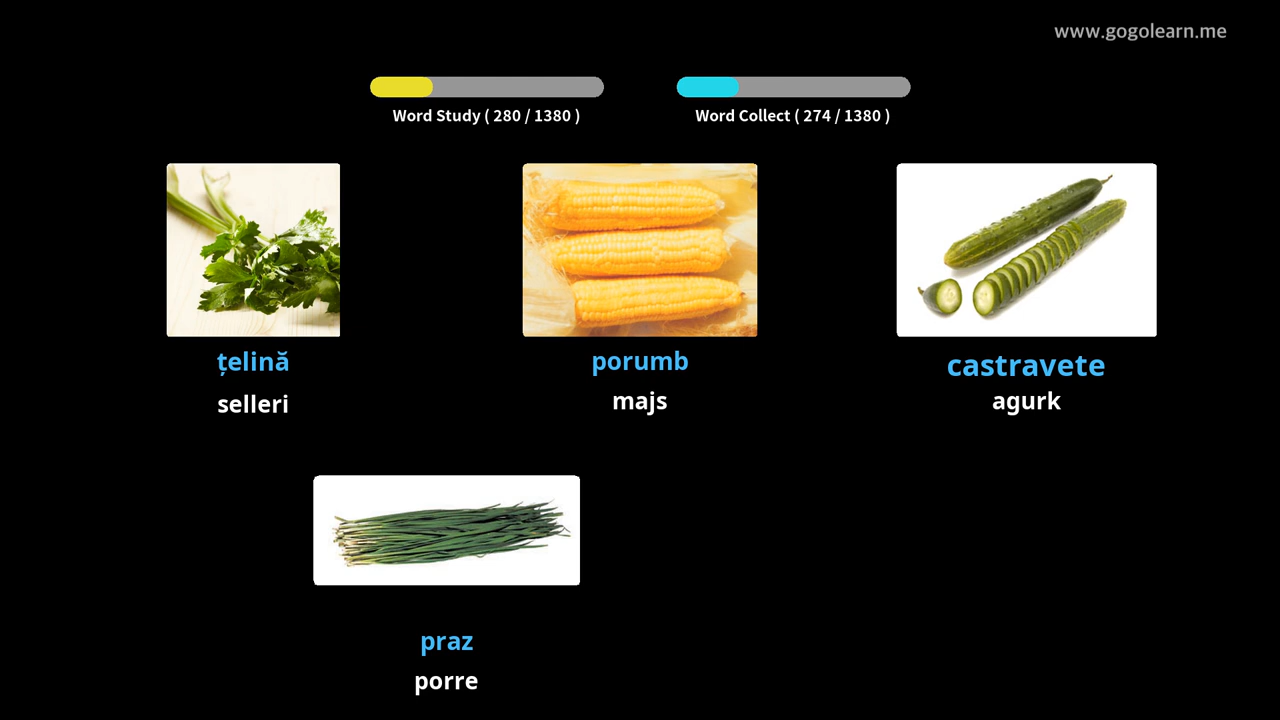 www.gogolearn.me
Word Study ( 280 / 1380 )
Word Collect ( 274 / 1380 )
țelină
selleri
porumb
majs
castravete
agurk
praz
porre